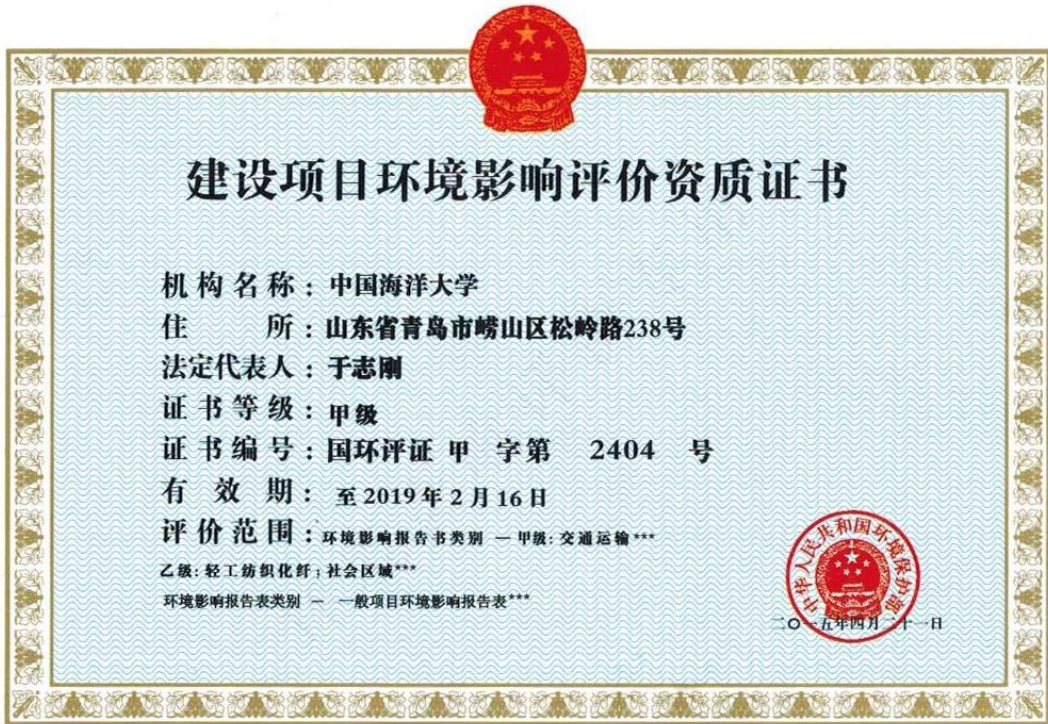 建设项目环境影响评价资质证书
机构名称：中国海洋大学
住　　所：山东省青岛市崂山区松岭路238号
法定代表人：于志刚
证书等级：甲级
证书编号：国环评证 甲 字第 2404 号
有 效 期：至2019年2月16日
评价范围：环境影响报告书类别 — 甲级：交通运输***
乙级：轻工纺织化纤；社会区域***
环境影响报告表类别 — 一般项目环境影响报告表***
中华人民共和国环境保护部
二〇一五年四月二十一日